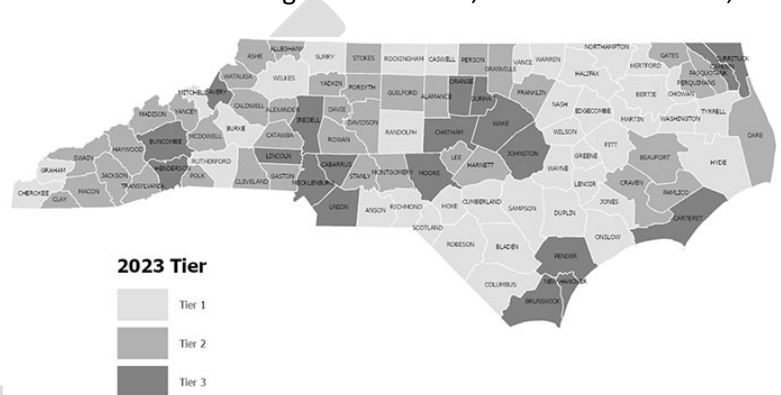 ALLEGHANY
ASHE SURRY STOKES ROCKINGHAM CASWELL PERSON VANCE WARREN NORTHAMPTON GATES CURRITUCK
GRANVILLE HERTFORD CAMDEN
WATAUGA WILKES YADKIN FORSYTH GUILFORD ALAMANCE ORANGE DURHAM FRANKLIN HALIFAX PASQUOTANK
PERQUIMANS
MITCHELL AVERY BERTIE CHOWAN
CALDWELL ALEXANDER DAVIE NASH EDGECOMBE
MADISON YANCEY IREDELL DAVIDSON MARTIN WASHINGTON TYRRELL
BURKE CATAWBA ROWAN RANDOLPH CHATHAM WAKE WILSON DARE
HAYWOOD BUNCOMBE MCDOWELL
SWAIN LINCOLN LEE JOHNSTON GREENE PITT BEAUFORT HYDE
GRAHAM RUTHERFORD CABARRUS HARNETT
JACKSON HENDERSON POLK CLEVELAND GASTON MECKLENBURG STANLY MONTGOMERY MOORE WAYNE
CHEROKEE CLAY MACON TRANSYLVANIA LENOIR CRAVEN PAMLICO
UNION ANSON RICHMOND HOKE CUMBERLAND SAMPSON DUPLIN JONES
SCOTLAND CARTERET
ROBESON BLADEN ONSLOW
PENDER
COLUMBUS NEW HANOVER
BRUNSWICK
2023 Tier
Tier 1
Tier 2
Tier 3